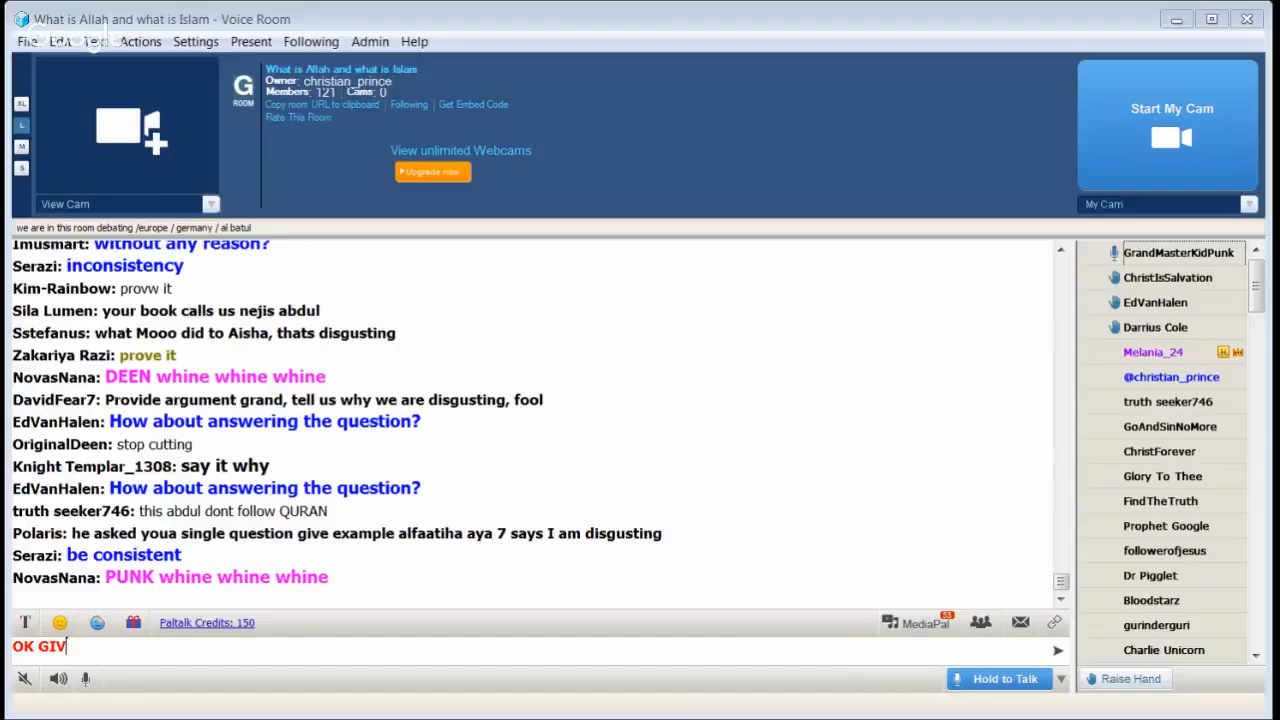 What is Allah and what is Islam - Voice Room
File Edit Text Actions Settings Present Following Admin Help
Google
XL
L
M
S
View Cam
G
ROOM
What is Allah and what is Islam
Owner: christian_prince
Members: 121 Cams: 0
Copy room URL to clipboard | Following | Get Embed Code
Rate This Room
View unlimited Webcams
Upgrade now
Start My Cam
My Cam
we are in this room debating /europe / germany / al batul
Imusmart: without any reason?
Serazi: inconsistency
Kim-Rainbow: provw it
Sila Lumen: your book calls us nejis abdul
Sstefanus: what Mooo did to Aisha, thats disgusting
Zakariya Razi: prove it
NovasNana: DEEN whine whine whine
DavidFear7: Provide argument grand, tell us why we are disgusting, fool
EdVanHalen: How about answering the question?
OriginalDeen: stop cutting
Knight Templar_1308: say it why
EdVanHalen: How about answering the question?
truth seeker746: this abdul dont follow QURAN
Polaris: he asked youa single question give example alfaatiha aya 7 says I am disgusting
Serazi: be consistent
NovasNana: PUNK whine whine whine
T
Paltalk Credits: 150
MediaPal
53
OK GIV
Hold to Talk
GrandMasterKidPunk
ChristIsSalvation
EdVanHalen
Darrius Cole
Melania_24
@christian_prince
truth seeker746
GoAndSinNoMore
ChristForever
Glory To Thee
FindTheTruth
Prophet Google
followerofjesus
Dr Pigglet
Bloodstarz
gurinderguri
Charlie Unicorn
Raise Hand